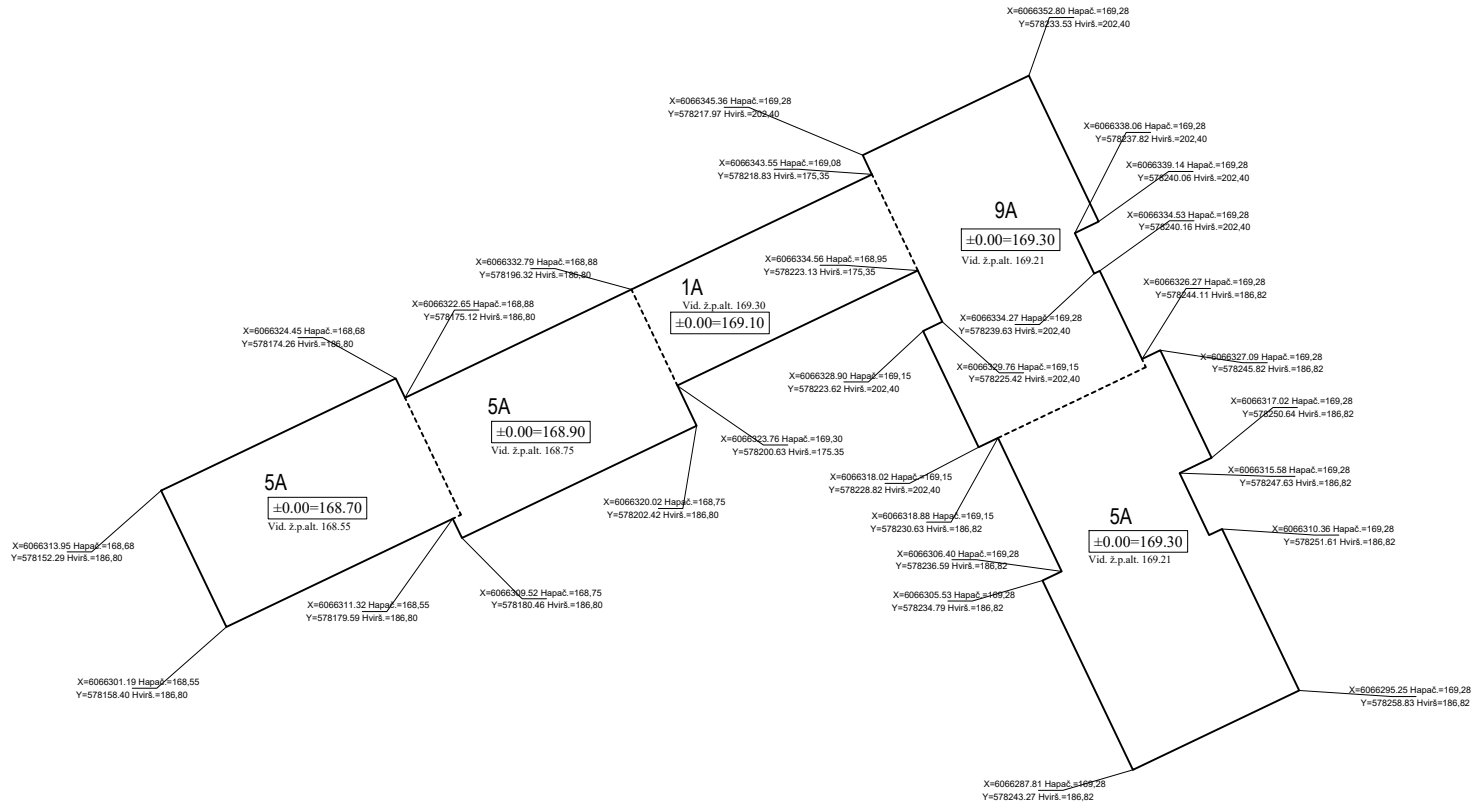 X=6066352.80 Hapač.=169,28
Y=578233.53 Hvirš.=202,40
X=6066345.36 Hapač.=169,28
Y=578217.97 Hvirš.=202,40
X=6066338.06 Hapač.=169,28
Y=578237.82 Hvirš.=202,40
X=6066343.55 Hapač.=169,08
Y=578218.83 Hvirš.=175,35
X=6066339.14 Hapač.=169,28
Y=578240.06 Hvirš.=202,40
9A
±0.00=169.30
Vid. ž.p.alt. 169.21
X=6066334.53 Hapač.=169,28
Y=578240.16 Hvirš.=202,40
X=6066332.79 Hapač.=168,88
Y=578196.32 Hvirš.=186,80
X=6066334.56 Hapač.=168,95
Y=578223.13 Hvirš.=175,35
1A
Vid. ž.p.alt. 169.30
±0.00=169.10
X=6066326.27 Hapač.=169,28
Y=578244.11 Hvirš.=186,82
X=6066322.65 Hapač.=168,88
Y=578175.12 Hvirš.=186,80
X=6066324.45 Hapač.=168,68
Y=578174.26 Hvirš.=186,80
X=6066334.27 Hapač.=169,28
Y=578239.63 Hvirš.=202,40
X=6066327.09 Hapač.=169,28
Y=578245.82 Hvirš.=186,82
X=6066328.90 Hapač.=169,15
Y=578223.62 Hvirš.=202,40
X=6066329.76 Hapač.=169,15
Y=578225.42 Hvirš.=202,40
X=6066317.02 Hapač.=169,28
Y=578250.64 Hvirš.=186,82
5A
±0.00=168.90
Vid. ž.p.alt. 168.75
X=6066323.76 Hapač.=169,30
Y=578200.63 Hvirš.=175.35
X=6066315.58 Hapač.=169,28
Y=578247.63 Hvirš.=186,82
5A
±0.00=168.70
Vid. ž.p.alt. 168.55
X=6066320.02 Hapač.=168,75
Y=578202.42 Hvirš.=186,80
X=6066318.02 Hapač.=169,15
Y=578228.82 Hvirš.=202,40
X=6066318.88 Hapač.=169,15
Y=578230.63 Hvirš.=186,82
5A
±0.00=169.30
Vid. ž.p.alt. 169.21
X=6066310.36 Hapač.=169,28
Y=578251.61 Hvirš.=186,82
X=6066313.95 Hapač.=168,68
Y=578152.29 Hvirš.=186,80
X=6066306.40 Hapač.=169,28
Y=578236.59 Hvirš.=186,82
X=6066305.53 Hapač.=169,28
Y=578234.79 Hvirš.=186,82
X=6066311.32 Hapač.=168,55
Y=578179.59 Hvirš.=186,80
X=6066309.52 Hapač.=168,75
Y=578180.46 Hvirš.=186,80
X=6066301.19 Hapač.=168,55
Y=578158.40 Hvirš.=186,80
X=6066295.25 Hapač.=169,28
Y=578258.83 Hvirš=186,82
X=6066287.81 Hapač.=169,28
Y=578243.27 Hvirš.=186,82